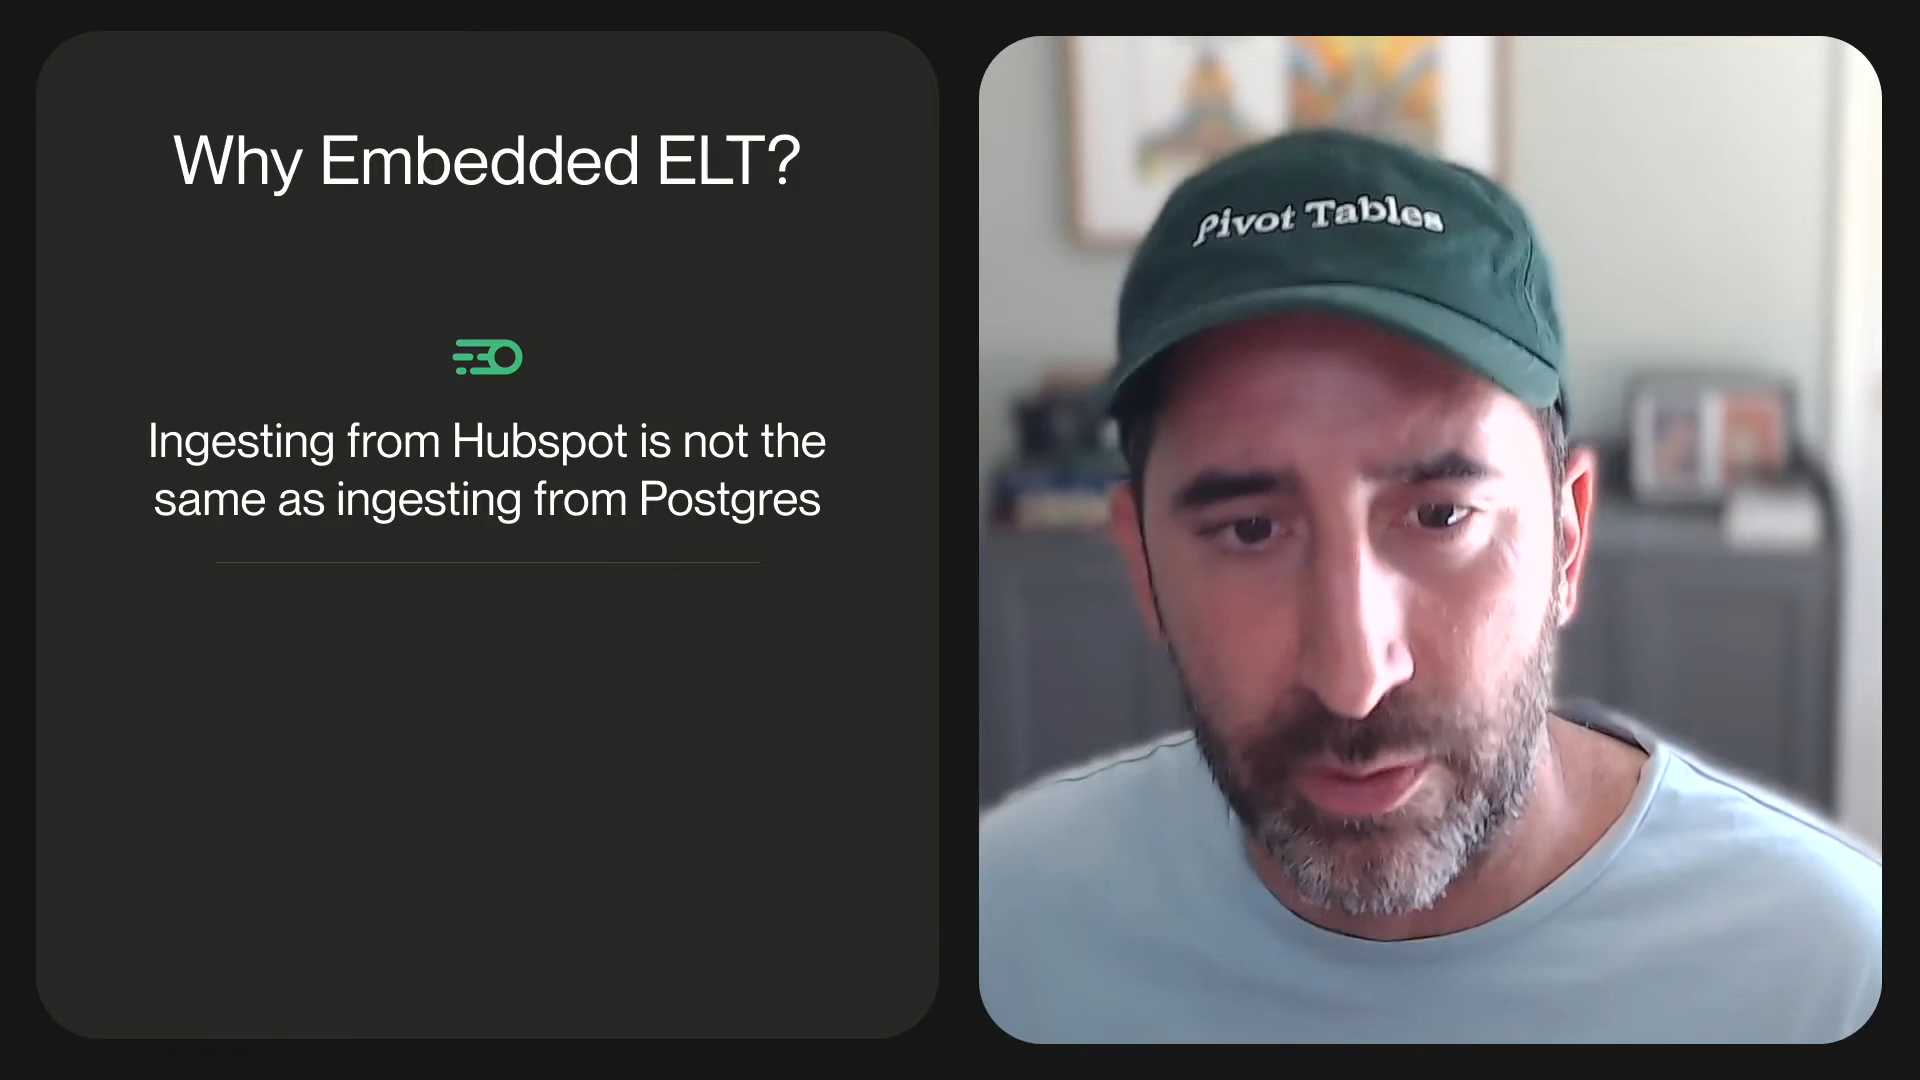 Why Embedded ELT?
Ingesting from Hubspot is not the
same as ingesting from Postgres
Pivot Tables